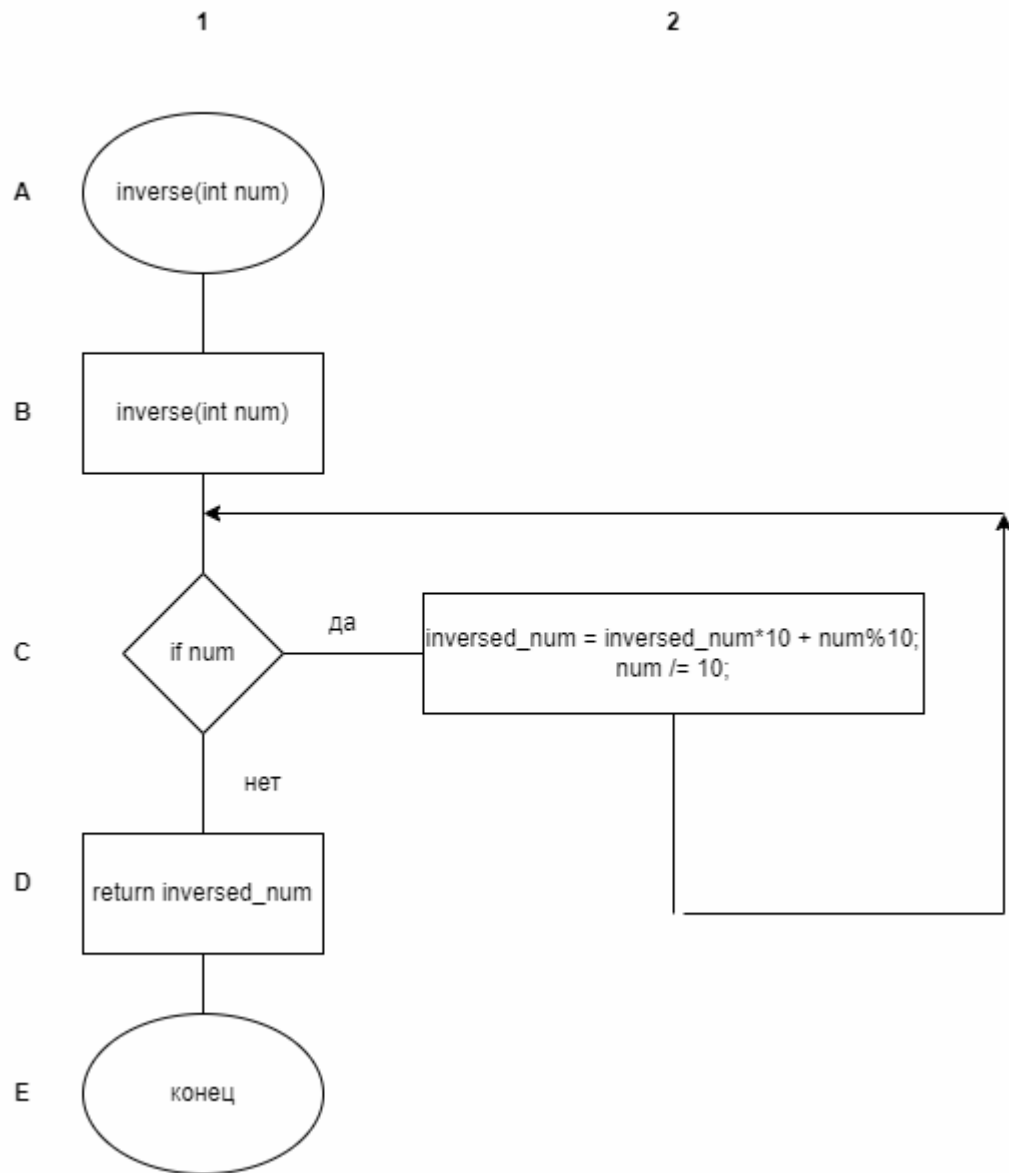 1
2
A
inverse(int num)
B
inverse(int num)
C
if num
да
inversed_num = inversed_num*10 + num%10;
num /= 10;
нет
D
return inversed_num
E
конец